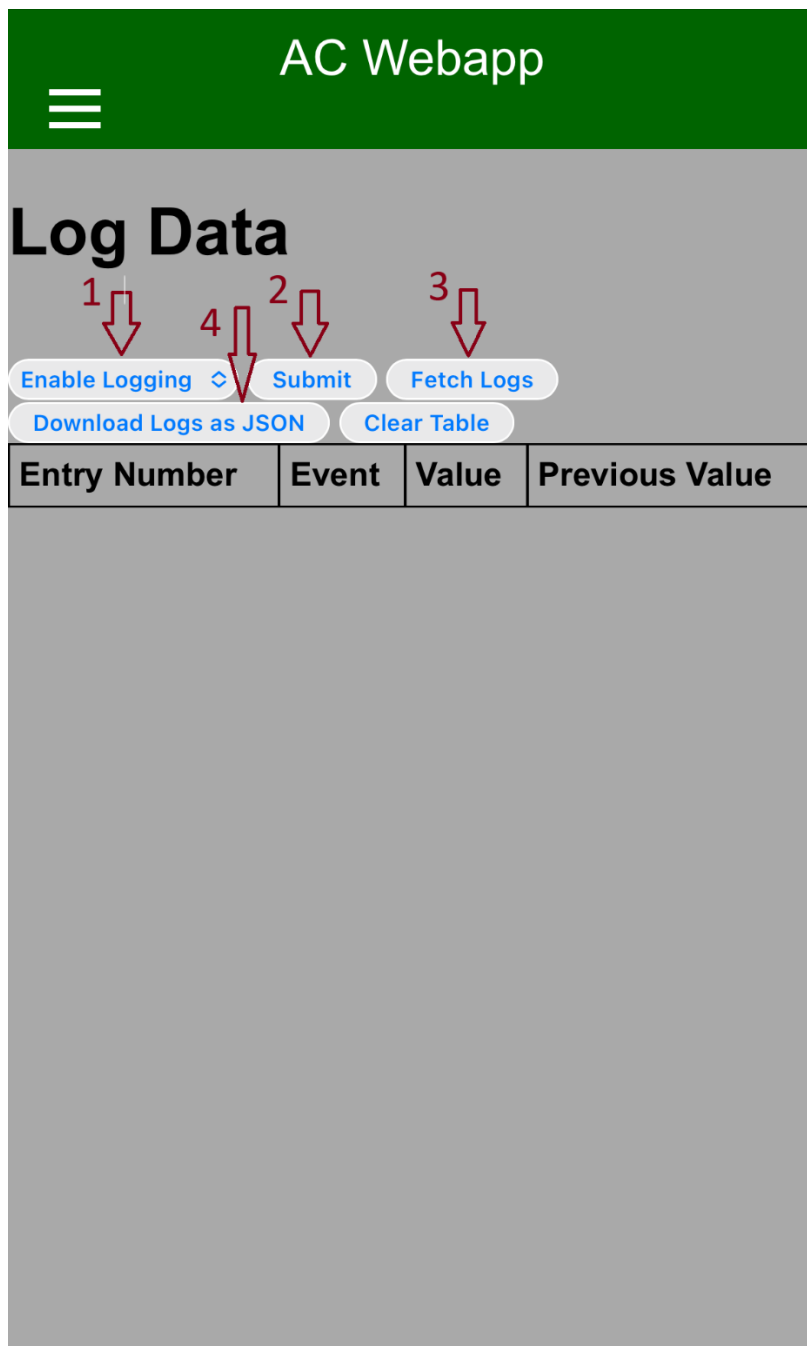 AC Webapp
Log Data
1 2 3
4
Enable Logging Submit Fetch Logs
Download Logs as JSON Clear Table
Entry Number Event Value Previous Value